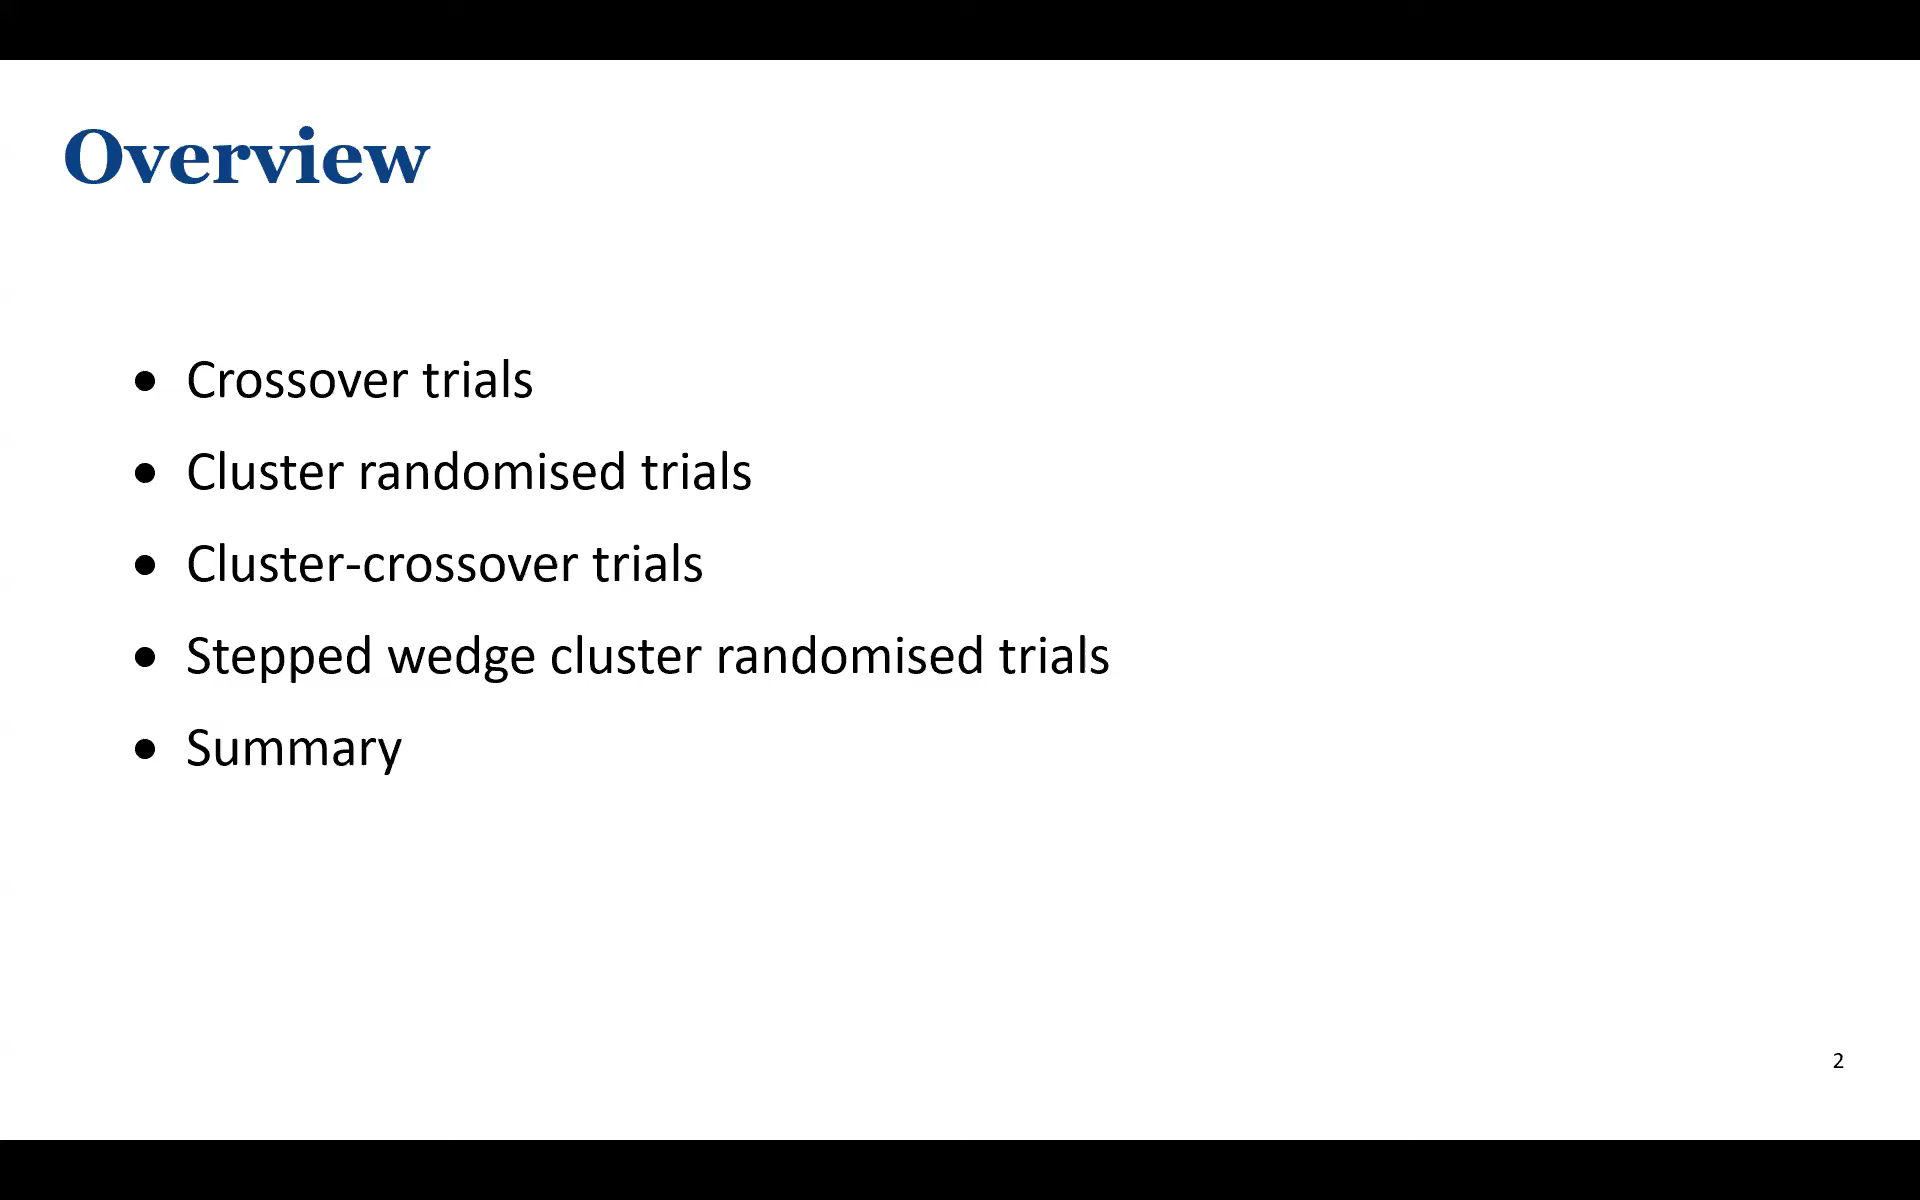 Overview
• Crossover trials
• Cluster randomised trials
• Cluster-crossover trials
• Stepped wedge cluster randomised trials
• Summary
2